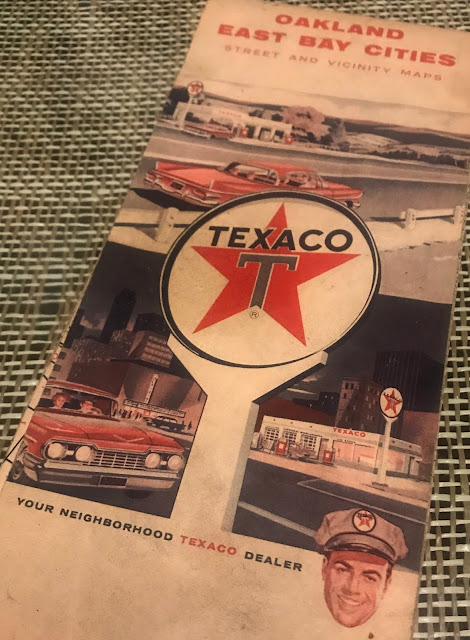 OAKLAND
EAST BAY CITIES
STREET AND VICINITY MAPS
TEXACO
T
®
TEXACO
YOUR NEIGHBORHOOD TEXACO DEALER